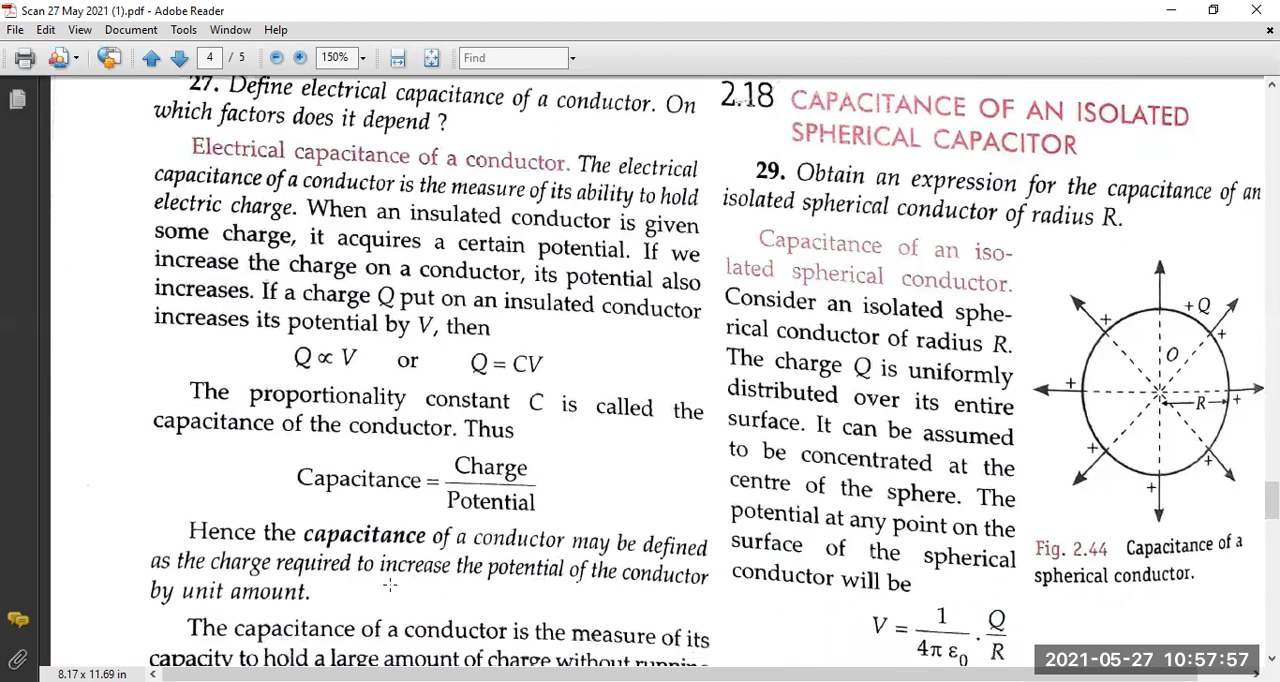 Scan 27 May 2021 (1).pdf - Adobe Reader
File Edit View Document Tools Window Help
4 / 5 150% Find
27. Define electrical capacitance of a conductor. On
which factors does it depend ?
Electrical capacitance of a conductor. The electrical
capacitance of a conductor is the measure of its ability to hold
electric charge. When an insulated conductor is given
some charge, it acquires a certain potential. If we
increase the charge on a conductor, its potential also
increases. If a charge Q put on an insulated conductor
increases its potential by V, then
Q ∝ V or Q = CV
The proportionality constant C is called the
capacitance of the conductor. Thus
Capacitance = Charge / Potential
Hence the capacitance of a conductor may be defined
as the charge required to increase the potential of the conductor
by unit amount.
The capacitance of a conductor is the measure of its
capacity to hold a large amount of charge without
2.18 CAPACITANCE OF AN ISOLATED
SPHERICAL CAPACITOR
29. Obtain an expression for the capacitance of an
isolated spherical conductor of radius R.
Capacitance of an iso-
lated spherical conductor.
Consider an isolated sphe-
rical conductor of radius R.
The charge Q is uniformly
distributed over its entire
surface. It can be assumed
to be concentrated at the
centre of the sphere. The
potential at any point on the
surface of the spherical
conductor will be
V = 1 / 4π ε0 . Q / R
+ Q
O
R
+ + + + + + + +
Fig. 2.44 Capacitance of a
spherical conductor.
2021-05-27 10:57:57
8.17 x 11.69 in